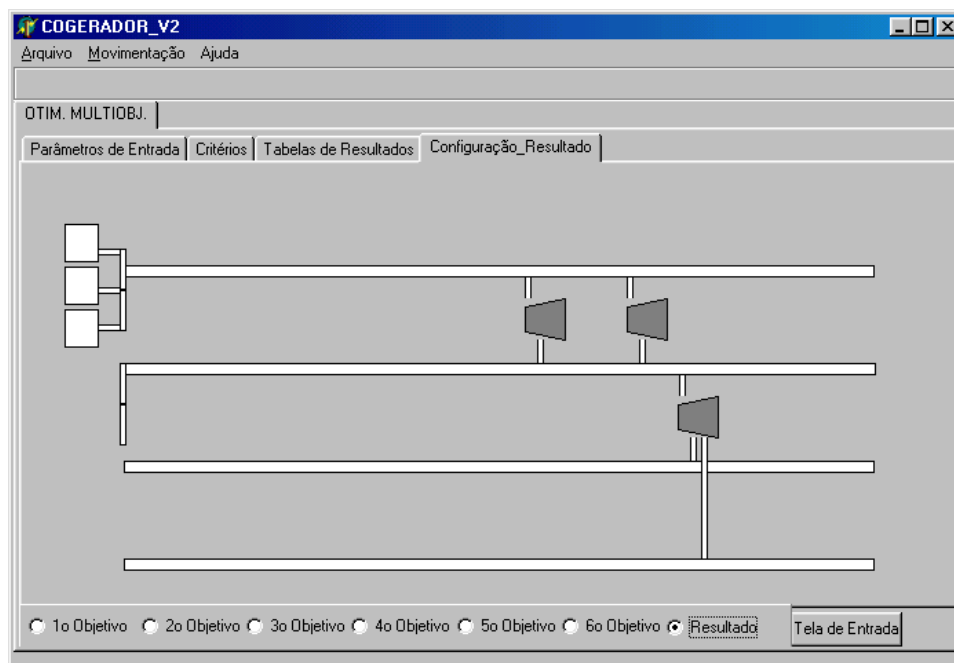 COGERADOR_V2
Arquivo Movimentação Ajuda
OTIM. MULTIOBJ.
Parâmetros de Entrada Critérios Tabelas de Resultados Configuração_Resultado
1o Objetivo 2o Objetivo 3o Objetivo 4o Objetivo 5o Objetivo 6o Objetivo Resultado Tela de Entrada